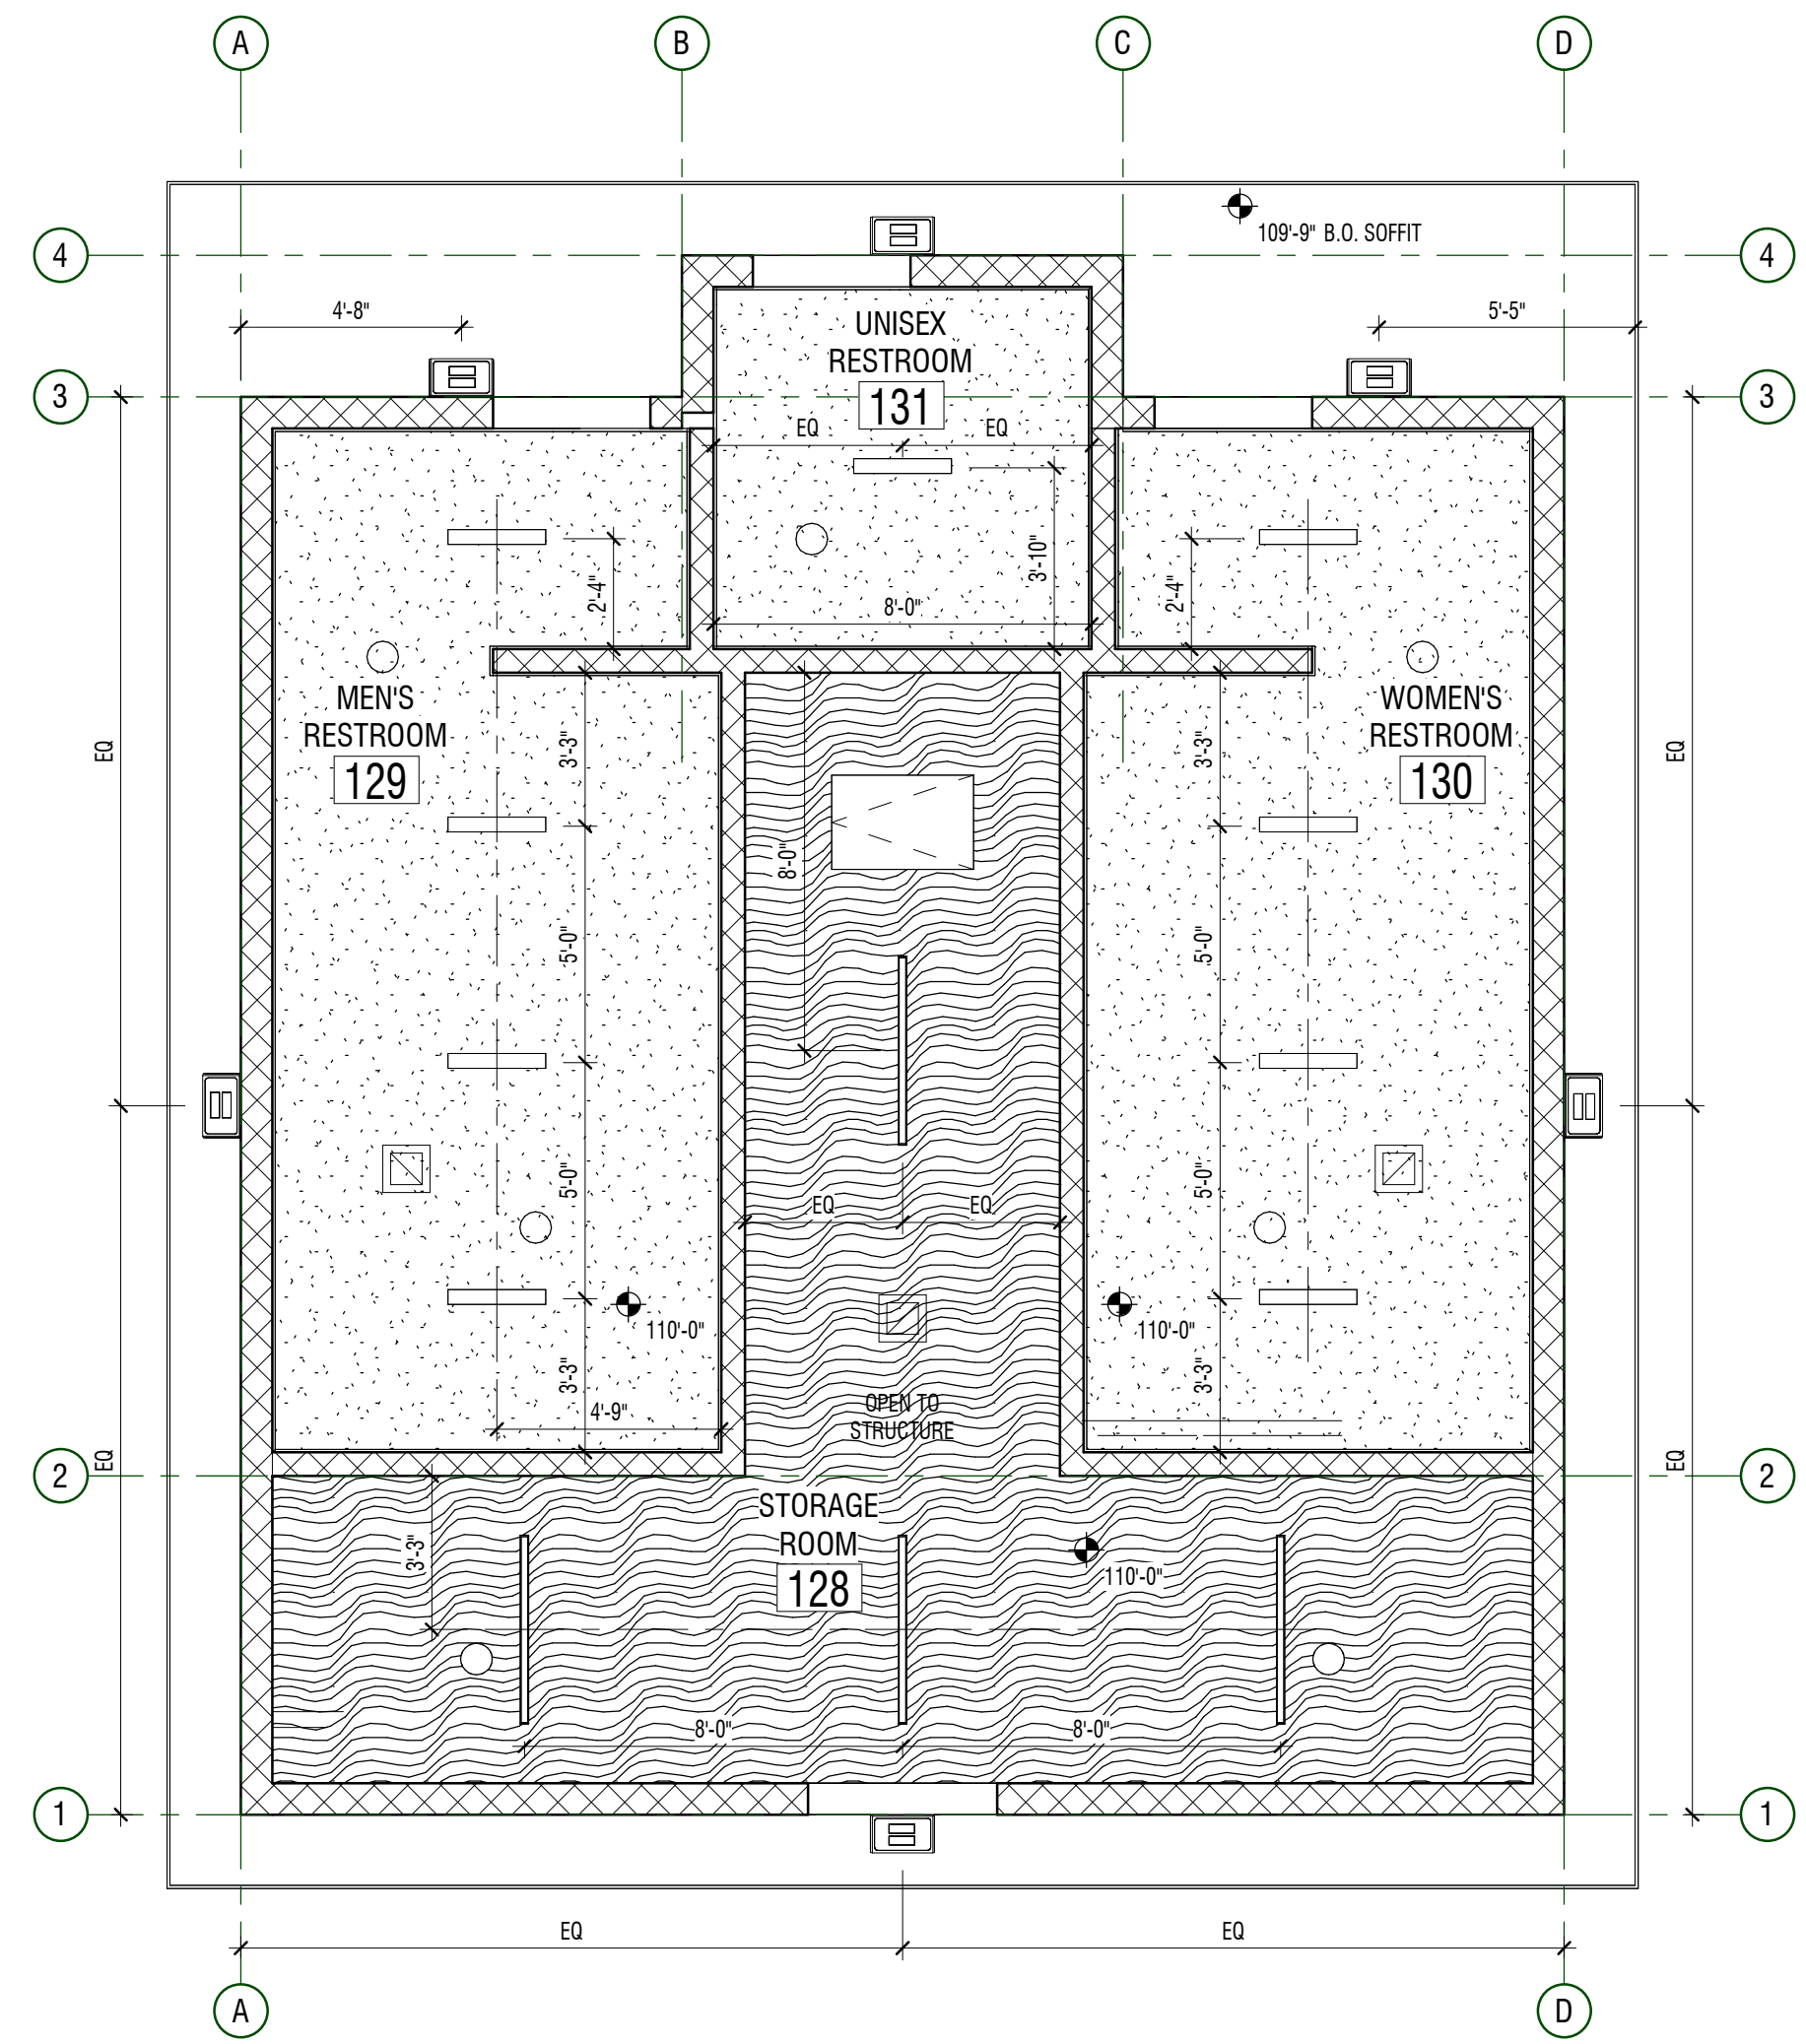 A
B
C
D
109'-9" B.O. SOFFIT
4
4
4'-8"
5'-5"
UNISEX
RESTROOM
131
3
3
EQ
EQ
3'-10"
2'-4"
2'-4"
8'-0"
MEN'S
RESTROOM
129
WOMEN'S
RESTROOM
130
EQ
3'-3"
3'-3"
EQ
8'-0"
5'-0"
5'-0"
5'-0"
5'-0"
EQ
EQ
110'-0"
110'-0"
3'-3"
3'-3"
4'-9"
OPEN TO
STRUCTURE
EQ
EQ
2
2
STORAGE
ROOM
128
3'-3"
110'-0"
8'-0"
8'-0"
1
1
EQ
EQ
A
D